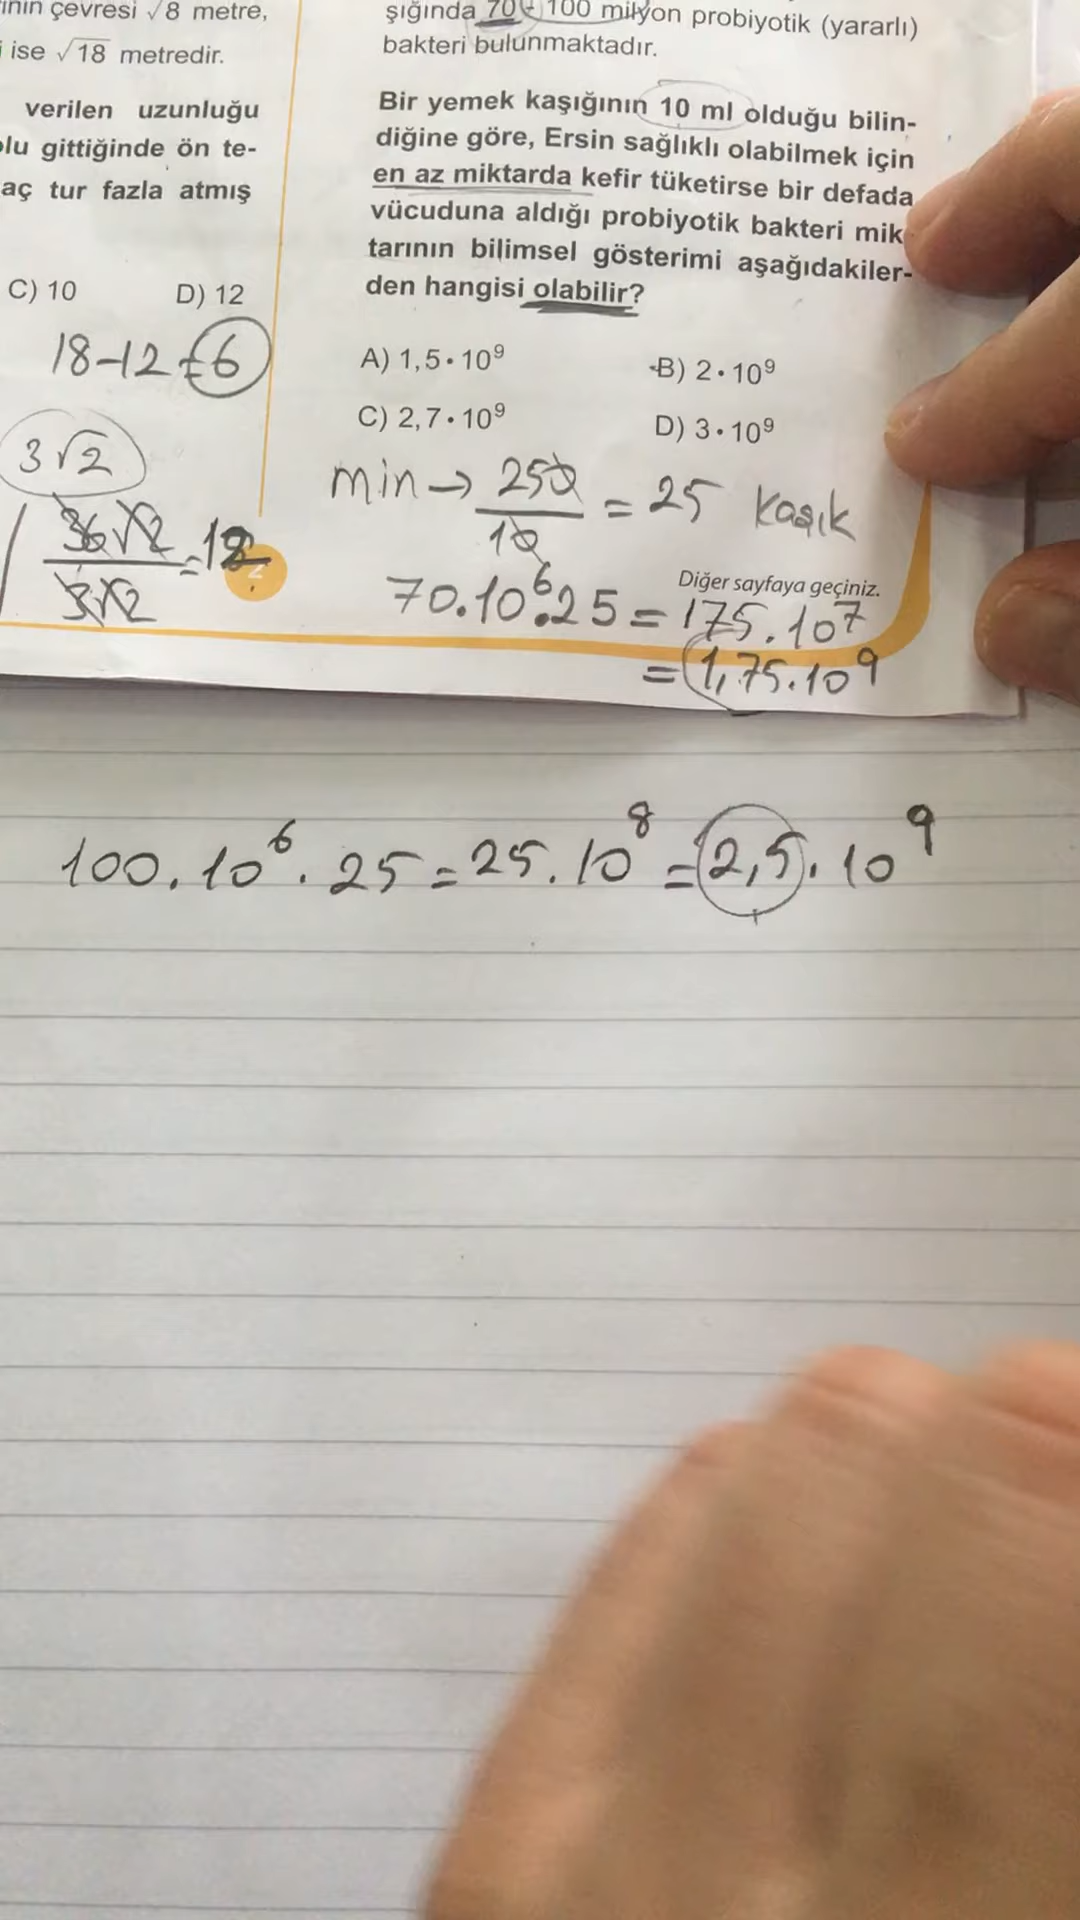 çevresi √8 metre,
ise √18 metredir.
verilen uzunluğu
gittiğinde ön te-
aç tur fazla atmış
C) 10 D) 12
18-12=6
3√2
36√2 / 3√2 = 12
şığında 70 - 100 milyon probiyotik (yararlı)
bakteri bulunmaktadır.
Bir yemek kaşığının 10 ml olduğu bilin-
diğine göre, Ersin sağlıklı olabilmek için
en az miktarda kefir tüketirse bir defada
vücuduna aldığı probiyotik bakteri mik
tarının bilimsel gösterimi aşağıdakiler-
den hangisi olabilir?
A) 1,5 · 10⁹ B) 2 · 10⁹
C) 2,7 · 10⁹ D) 3 · 10⁹
min → 250 / 10 = 25 kaşık
Diğer sayfaya geçiniz.
70.10⁶.25 = 175.10⁷
= 1,75.10⁹
100.10⁶.25 = 25.10⁸ = 2,5.10⁹